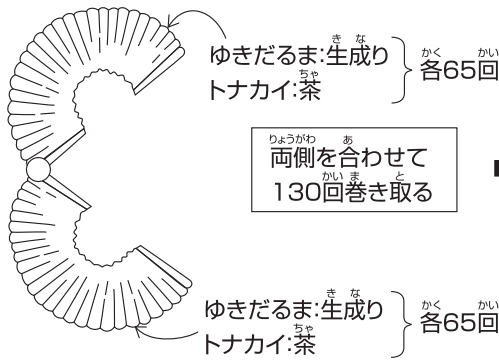 ゆきだるま:生成り
トナカイ:茶
各65回
両側を合わせて
130回巻き取る
ゆきだるま:生成り
トナカイ:茶
各65回